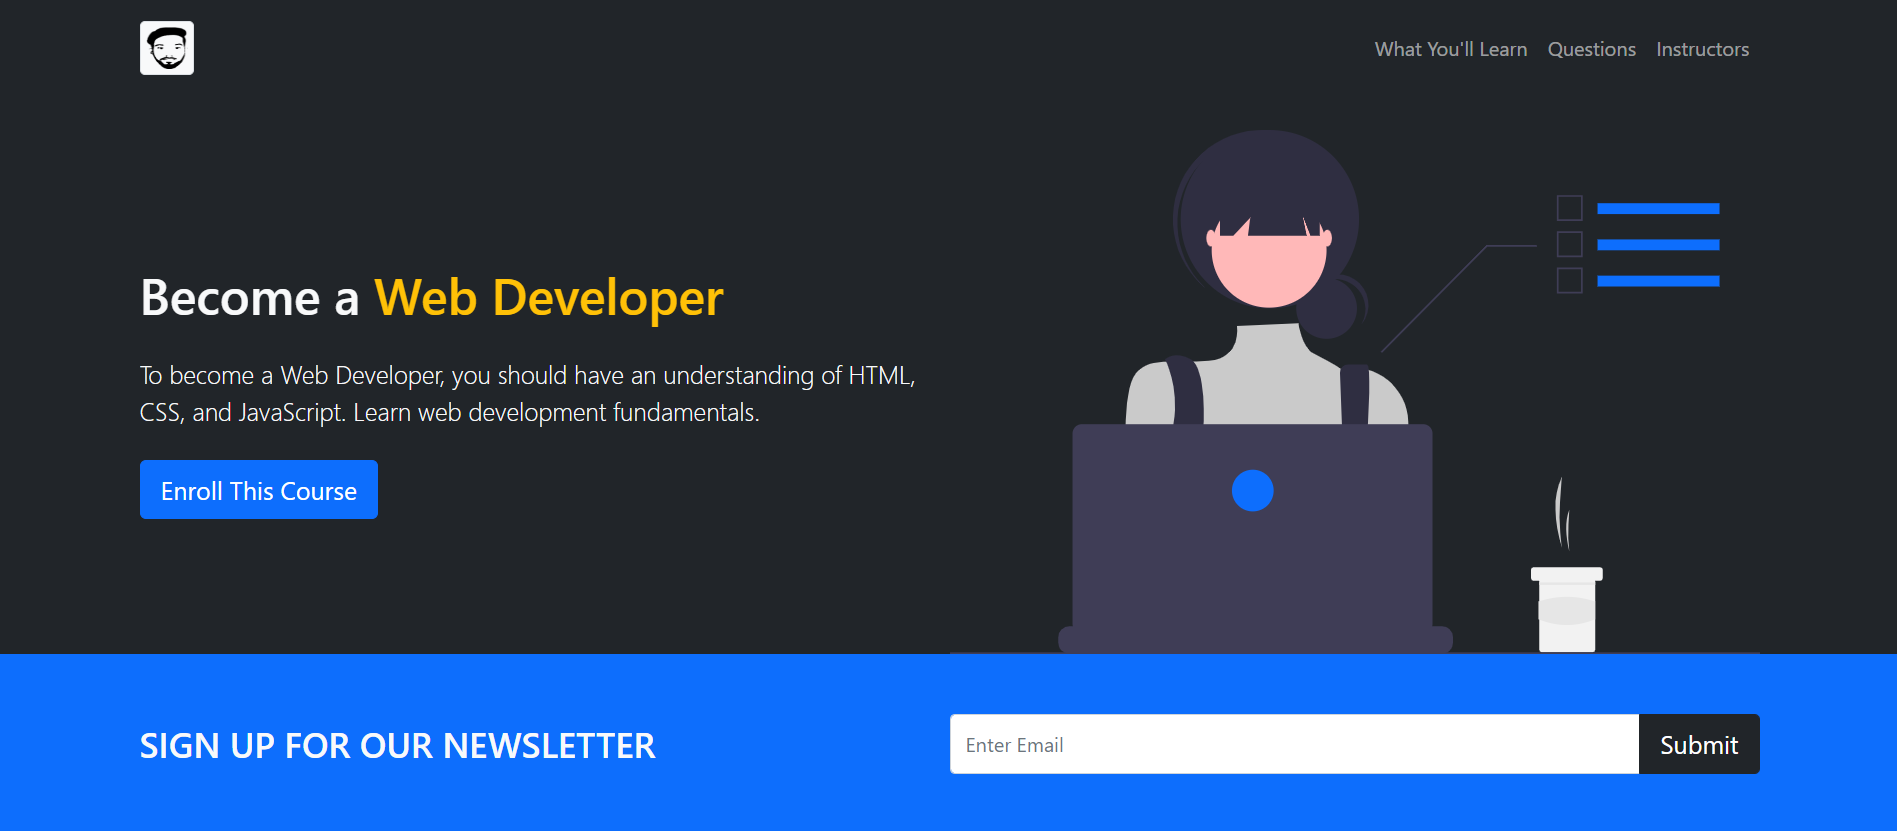 What You'll Learn Questions Instructors
Become a Web Developer
To become a Web Developer, you should have an understanding of HTML,
CSS, and JavaScript. Learn web development fundamentals.
Enroll This Course
SIGN UP FOR OUR NEWSLETTER
Enter Email
Submit